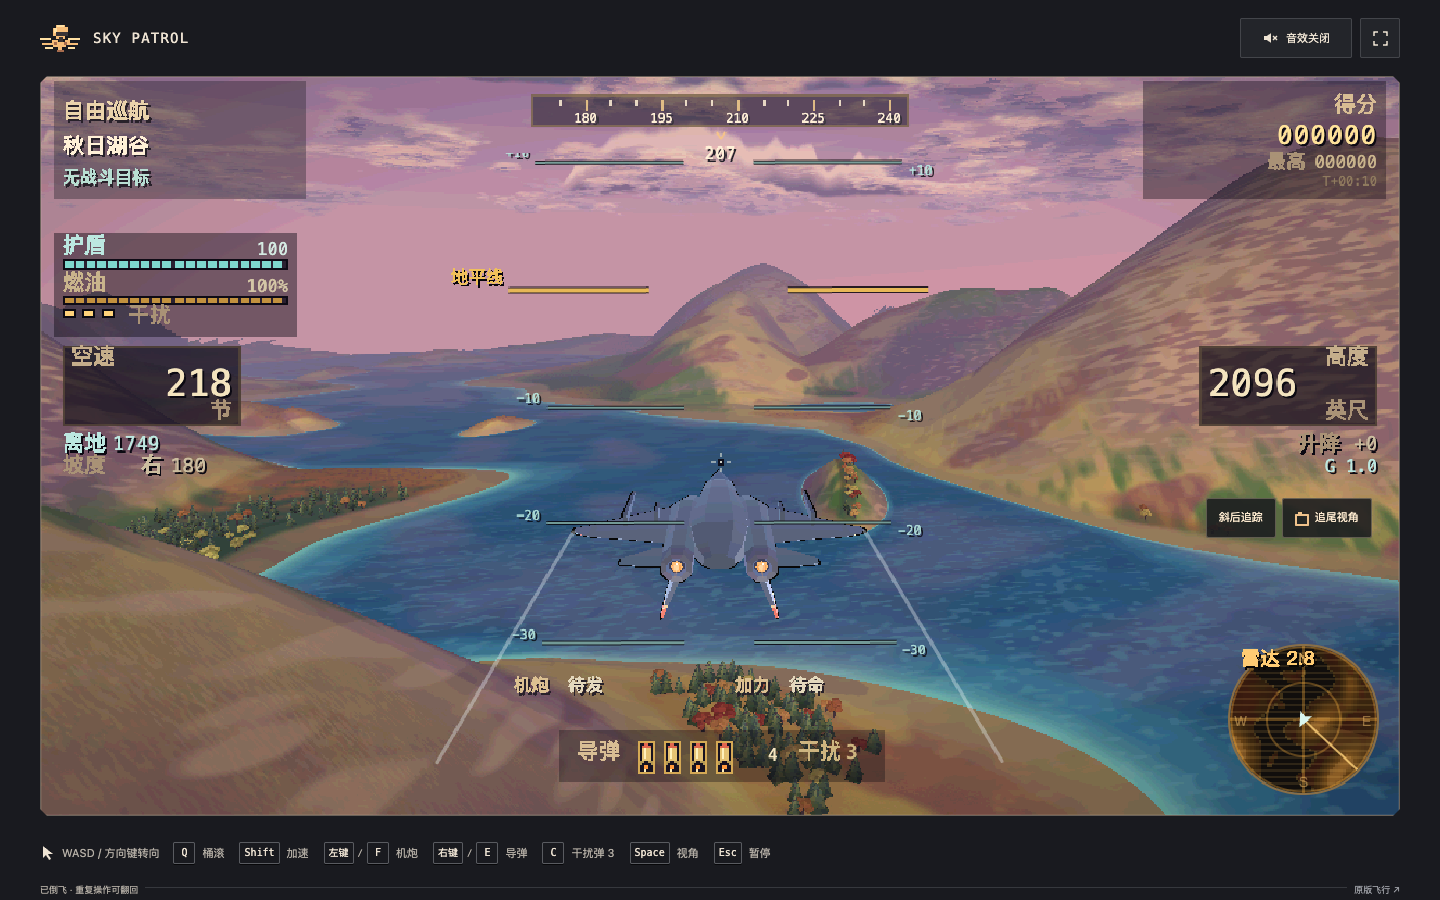 SKY PATROL
音效关闭
自由巡航
秋日湖谷
无战斗目标
180 195 210 225 240
207
+10 +10
得分
000000
最高 000000
T+00:10
护盾 100
燃油 100%
干扰
地平线
空速
218
节
离地 1749
坡度 右 180
高度
2096
英尺
升降 +0
G 1.0
-10 -10
斜后追踪 追尾视角
-20 -20
-30 -30
机炮 待发 加力 待命
导弹 4 干扰 3
雷达 2.8
W E
S
WASD / 方向键转向 Q 桶滚 Shift 加速 左键 / F 机炮 右键 / E 导弹 C 干扰弹 3 Space 视角 Esc 暂停
已倒飞 · 重复操作可翻回
原版飞行 ↗